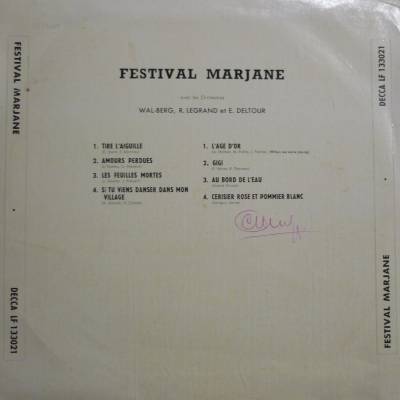 FESTIVAL MARJANE
avec les Orchestres
WAL-BERG, R. LEGRAND et E. DELTOUR
1. TIRE L'AIGUILLE
2. AMOURS PERDUES
3. LES FEUILLES MORTES
4. SI TU VIENS DANSER DANS MON
VILLAGE
1. L'AGE D'OR
2. GIGI
3. AU BORD DE L'EAU
4. CERISIER ROSE ET POMMIER BLANC
FESTIVAL MARJANE
DECCA LF 133021
DECCA LF 133021
FESTIVAL MARJANE